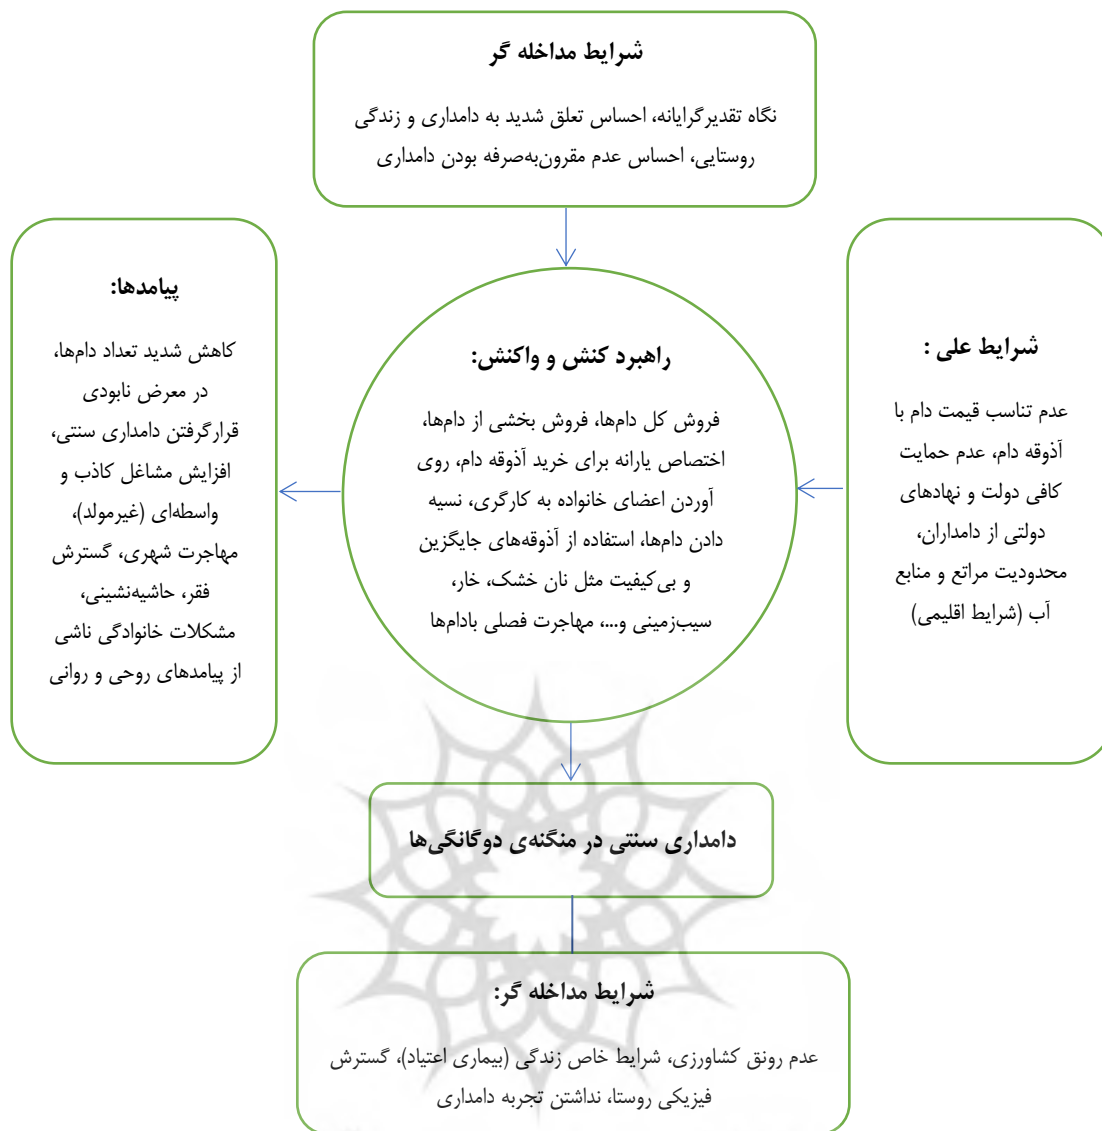 شرایط مداخله گر
نگاه تقدیرگرایانه، احساس تعلق شدید به دامداری و زندگی
روستایی، احساس عدم مقرون‌به‌صرفه بودن دامداری
شرایط علی :
عدم تناسب قیمت دام با
آذوقه دام، عدم حمایت
کافی دولت و نهادهای
دولتی از دامداران،
محدودیت مراتع و منابع
آب (شرایط اقلیمی)
راهبرد کنش و واکنش:
فروش کل دام‌ها، فروش بخشی از دام‌ها،
اختصاص یارانه برای خرید آذوقه دام، روی
آوردن اعضای خانواده به کارگری، نسیه
دادن دام‌ها، استفاده از آذوقه‌های جایگزین
و بی‌کیفیت مثل نان خشک، خار،
سیب‌زمینی و...، مهاجرت فصلی بادام‌ها
پیامدها:
کاهش شدید تعداد دام‌ها،
در معرض نابودی
قرارگرفتن دامداری سنتی،
افزایش مشاغل کاذب و
واسطه‌ای (غیرمولد)،
مهاجرت شهری، گسترش
فقر، حاشیه‌نشینی،
مشکلات خانوادگی ناشی
از پیامدهای روحی و روانی
دامداری سنتی در منگنه‌ی دوگانگی‌ها
شرایط مداخله گر:
عدم رونق کشاورزی، شرایط خاص زندگی (بیماری اعتیاد)، گسترش
فیزیکی روستا، نداشتن تجربه دامداری